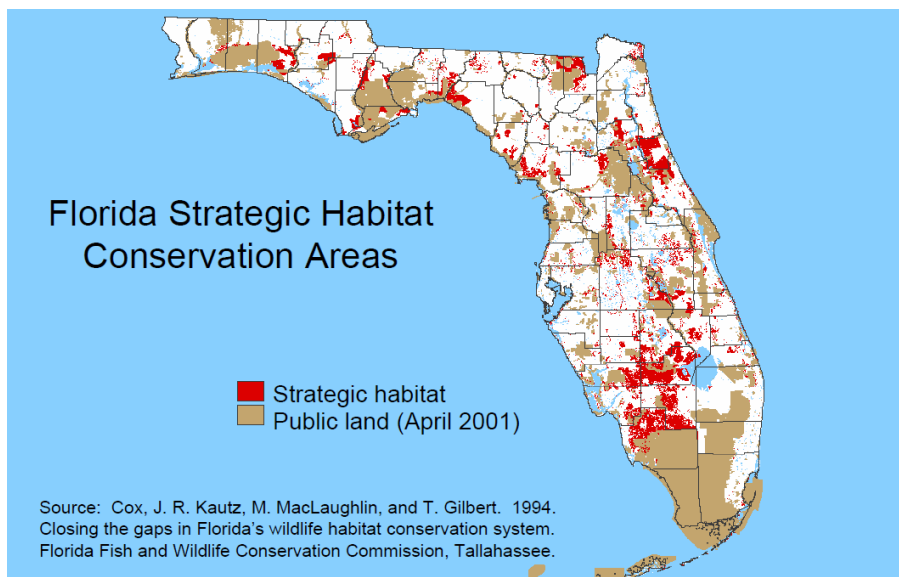 Florida Strategic Habitat
Conservation Areas
Strategic habitat
Public land (April 2001)
Source:  Cox, J. R. Kautz, M. MacLaughlin, and T. Gilbert.  1994.
Closing the gaps in Florida's wildlife habitat conservation system.
Florida Fish and Wildlife Conservation Commission, Tallahassee.